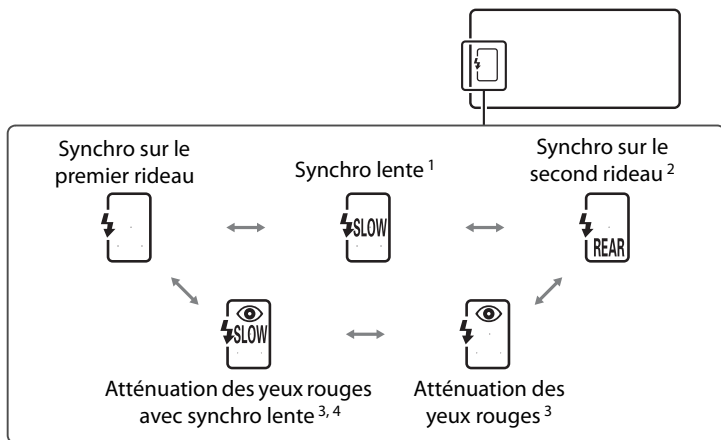 Synchro sur le
premier rideau
Synchro lente 1
Synchro sur le
second rideau 2
SLOW
REAR
SLOW
Atténuation des yeux rouges
avec synchro lente 3, 4
Atténuation des
yeux rouges 3